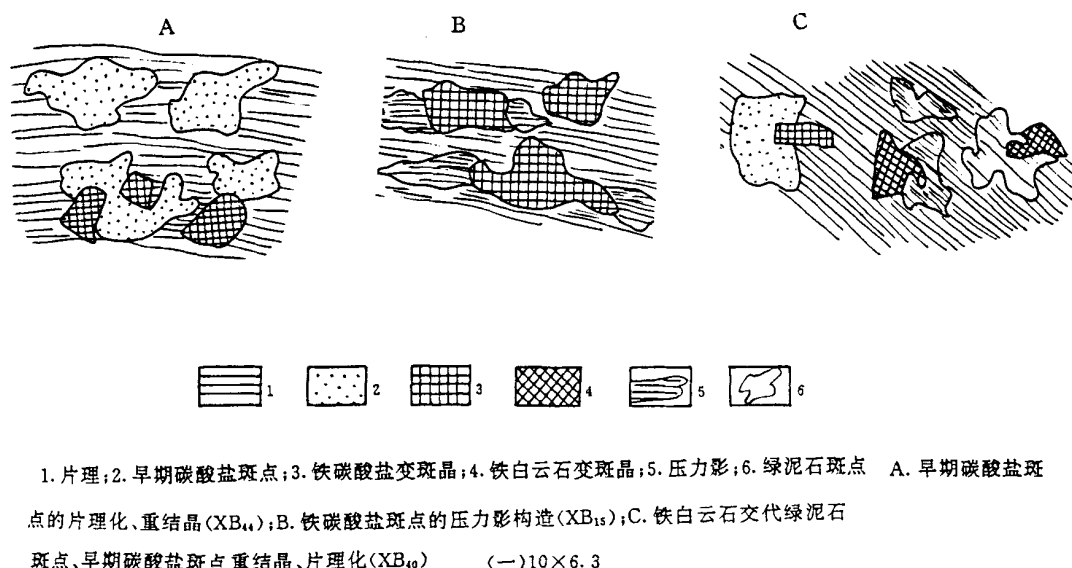 A B C
1 2 3 4 5 6
1.片理;2.早期碳酸盐斑点;3.铁碳酸盐变斑晶;4.铁白云石变斑晶;5.压力影;6.绿泥石斑点 A.早期碳酸盐斑
点的片理化、重结晶(XB₄₄);B.铁碳酸盐斑点的压力影构造(XB₁₅);C.铁白云石交代绿泥石
斑点、早期碳酸盐斑点重结晶、片理化(XB₄₀) (一)10×6.3